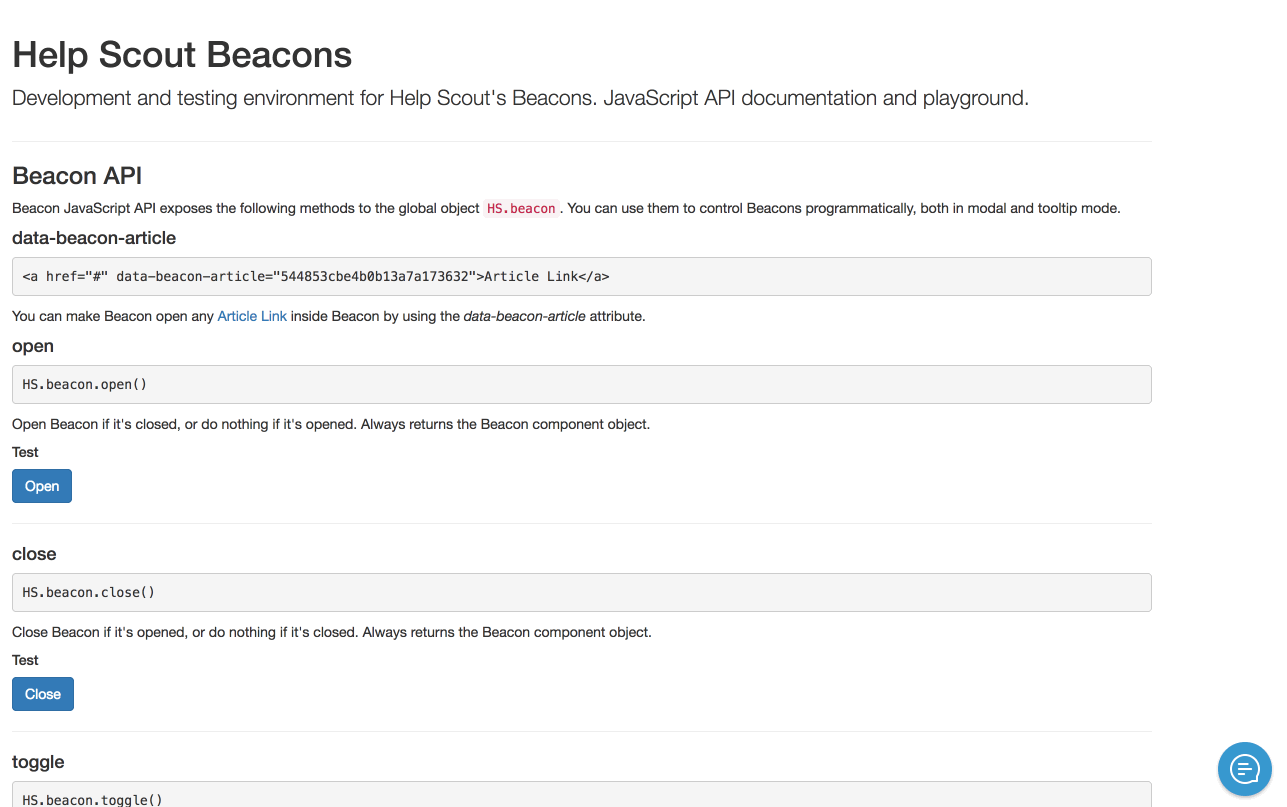 Help Scout Beacons
Development and testing environment for Help Scout's Beacons. JavaScript API documentation and playground.
Beacon API
Beacon JavaScript API exposes the following methods to the global object HS.beacon. You can use them to control Beacons programmatically, both in modal and tooltip mode.
data-beacon-article
<a href="#" data-beacon-article="544853cbe4b0b13a7a173632">Article Link</a>
You can make Beacon open any Article Link inside Beacon by using the data-beacon-article attribute.
open
HS.beacon.open()
Open Beacon if it's closed, or do nothing if it's opened. Always returns the Beacon component object.
Test
Open
close
HS.beacon.close()
Close Beacon if it's opened, or do nothing if it's closed. Always returns the Beacon component object.
Test
Close
toggle
HS.beacon.toggle()